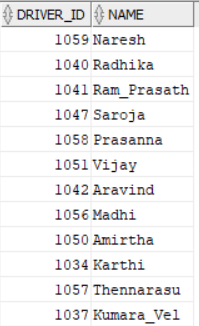 DRIVER_ID NAME
1059 Naresh
1040 Radhika
1041 Ram_Prasath
1047 Saroja
1058 Prasanna
1051 Vijay
1042 Aravind
1056 Madhi
1050 Amirtha
1034 Karthi
1057 Thennarasu
1037 Kumara_Vel